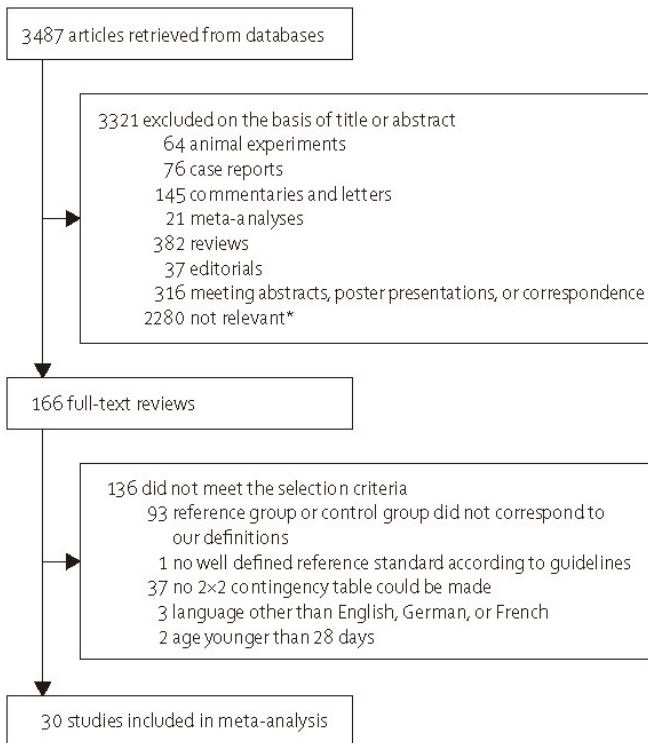 3487 articles retrieved from databases
3321 excluded on the basis of title or abstract
64 animal experiments
76 case reports
145 commentaries and letters
21 meta-analyses
382 reviews
37 editorials
316 meeting abstracts, poster presentations, or correspondence
2280 not relevant*
166 full-text reviews
136 did not meet the selection criteria
93 reference group or control group did not correspond to
our definitions
1 no well defined reference standard according to guidelines
37 no 2×2 contingency table could be made
3 language other than English, German, or French
2 age younger than 28 days
30 studies included in meta-analysis